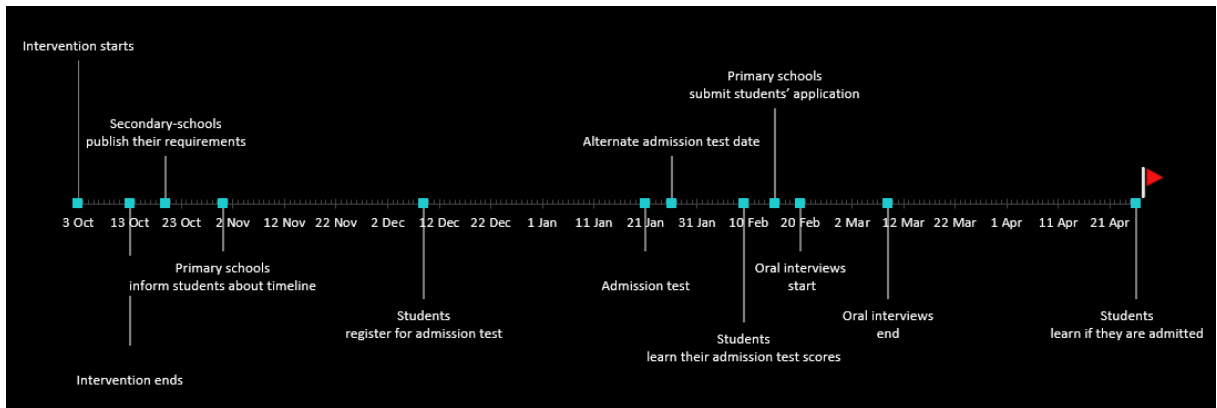 Intervention starts
Primary schools
submit students' application
Secondary-schools
publish their requirements
Alternate admission test date
3 Oct 13 Oct 23 Oct 2 Nov 12 Nov 22 Nov 2 Dec 12 Dec 22 Dec 1 Jan 11 Jan 21 Jan 31 Jan 10 Feb 20 Feb 2 Mar 12 Mar 22 Mar 1 Apr 11 Apr 21 Apr
Primary schools
inform students about timeline
Admission test
Oral interviews
start
Students
register for admission test
Oral interviews
end
Students
learn if they are admitted
Students
learn their admission test scores
Intervention ends